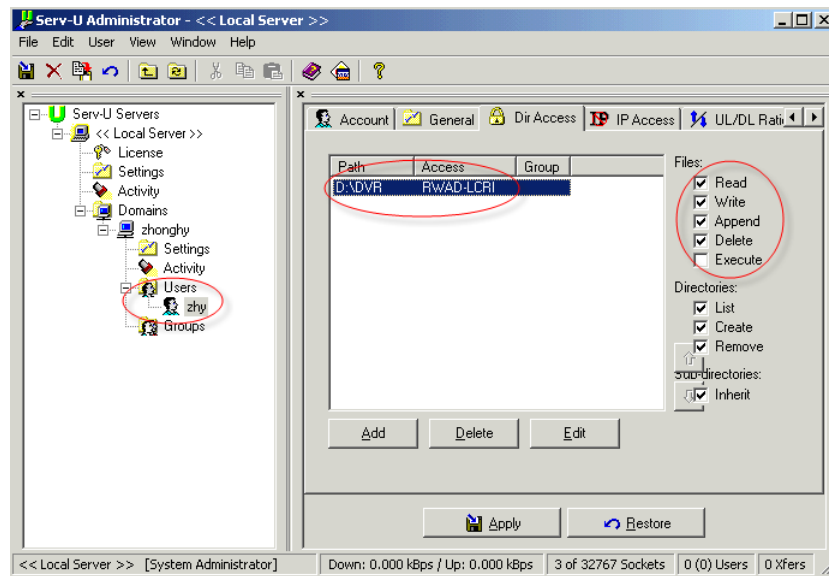 Serv-U Administrator - << Local Server >>
File Edit User View Window Help
Serv-U Servers
<< Local Server >>
License
Settings
Activity
Domains
zhonghy
Settings
Activity
Users
zhy
Groups
Account General Dir Access IP Access UL/DL Rati
Path Access Group
D:\DVR RWAD-LCRI
Files:
Read
Write
Append
Delete
Execute
Directories:
List
Create
Remove
Sub-directories:
Inherit
Add Delete Edit
Apply Restore
<< Local Server >> [System Administrator] Down: 0.000 kBps / Up: 0.000 kBps 3 of 32767 Sockets 0 (0) Users 0 Xfers